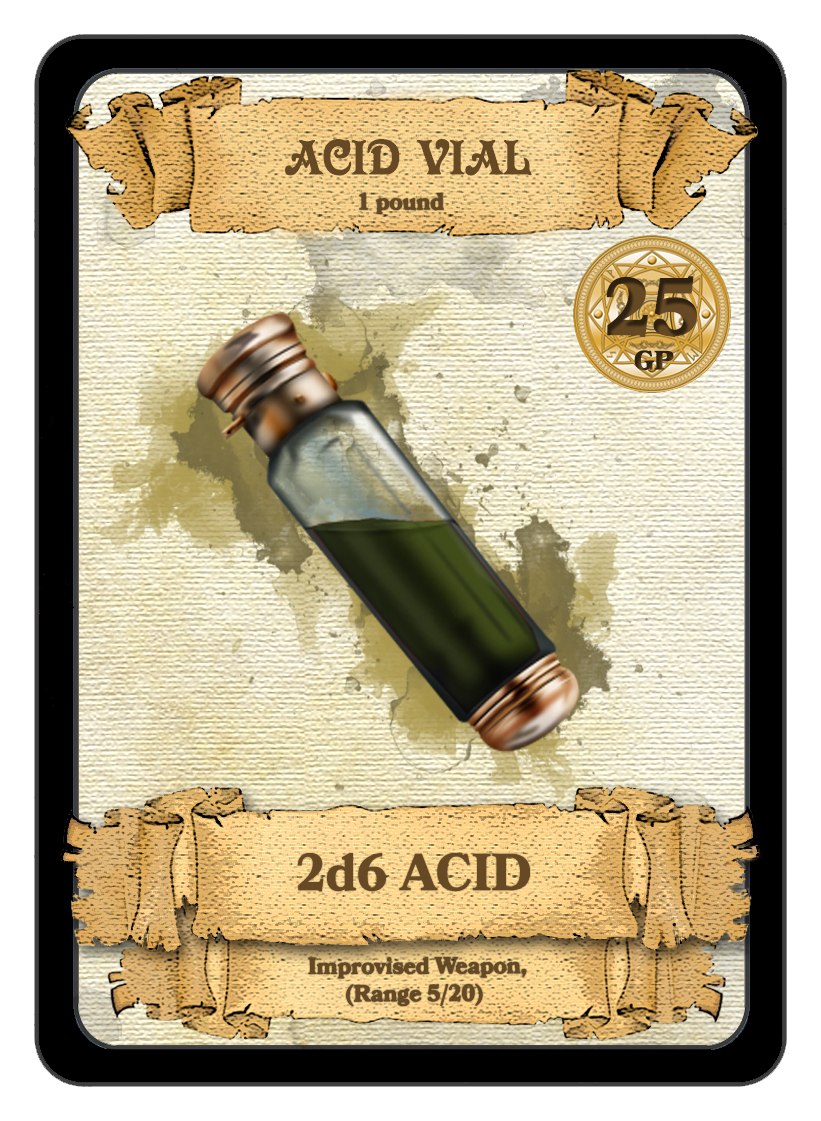 ACID VIAL
1 pound
25
GP
2d6 ACID
Improvised Weapon,
(Range 5/20)